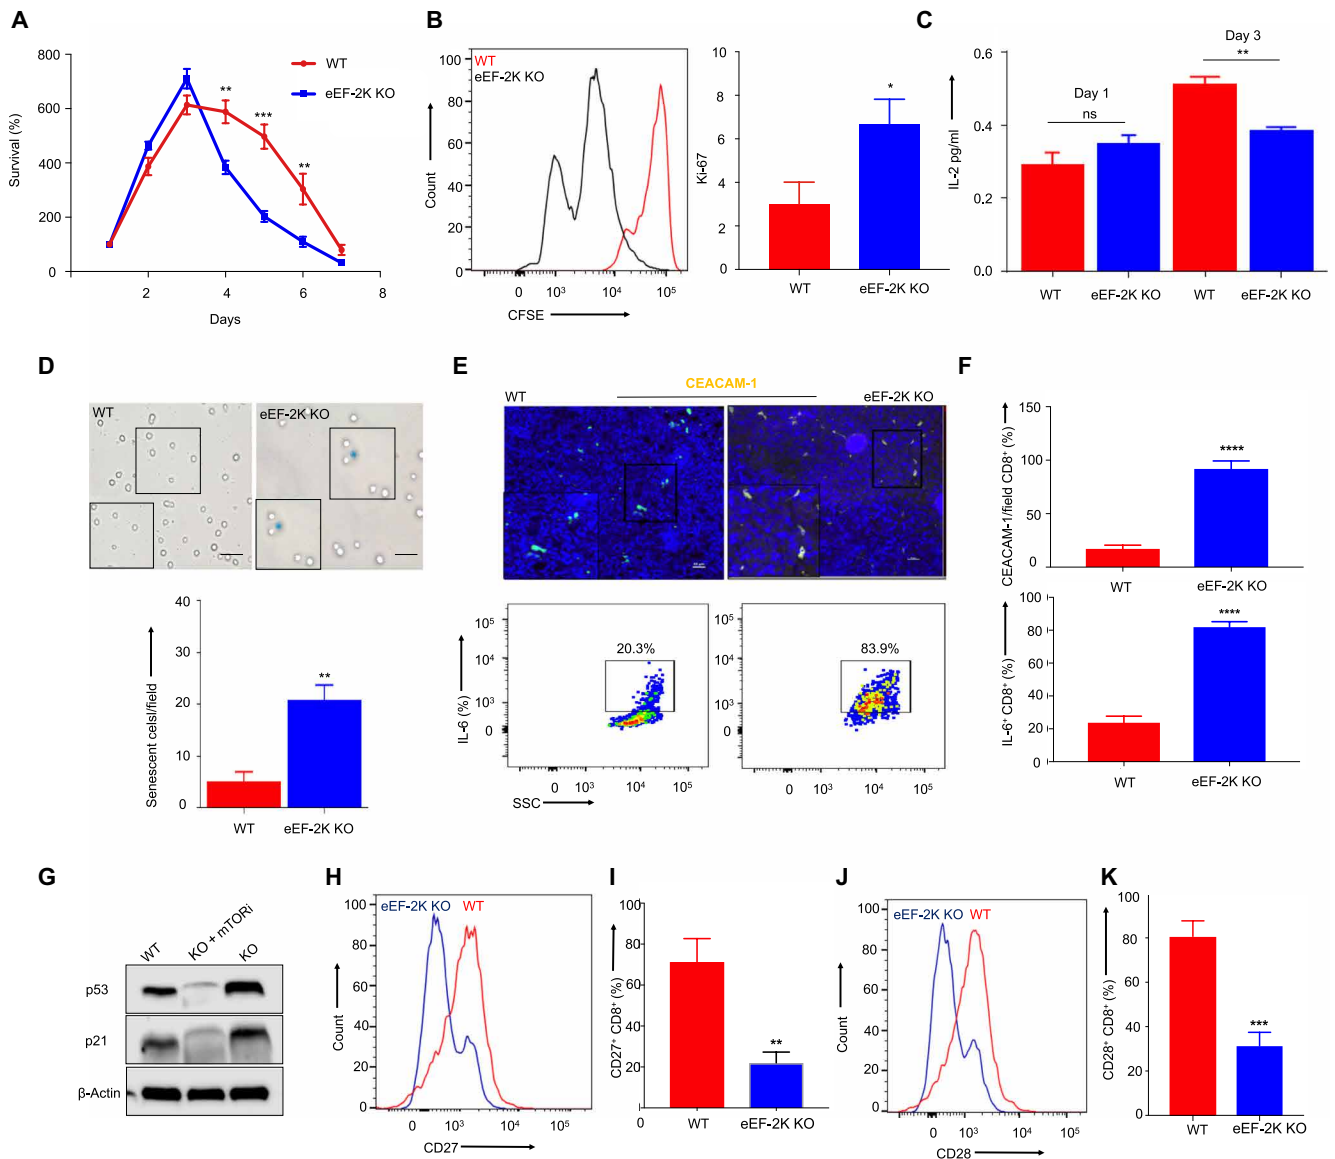 A
800
600
400
200
0
2
4
6
8
Survival (%)
Days
WT
eEF-2K KO
**
***
**
B
100
80
60
40
20
0
Count
WT
eEF-2K KO
0 10³ 10⁴ 10⁵
CFSE
10
8
6
4
2
0
Ki-67
*
WT
eEF-2K KO
C
0.6
0.4
0.2
0.0
IL-2 pg/ml
Day 1
ns
Day 3
**
WT
eEF-2K KO
WT
eEF-2K KO
D
WT
eEF-2K KO
40
30
20
10
0
Senescent celsl/field
**
WT
eEF-2K KO
E
CEACAM-1
WT
eEF-2K KO
10⁵
10⁴
10³
0
IL-6 (%)
20.3%
0 10³ 10⁴ 10⁵
SSC
10⁵
10⁴
10³
0
83.9%
0 10³ 10⁴ 10⁵
F
150
100
50
0
CEACAM-1/field CD8⁺ (%)
****
WT
eEF-2K KO
100
80
60
40
20
0
IL-6⁺ CD8⁺ (%)
****
WT
eEF-2K KO
G
WT
KO + mTORi
KO
p53
p21
β-Actin
H
100
80
60
40
20
0
Count
eEF-2K KO
WT
0 10³ 10⁴ 10⁵
CD27
I
100
80
60
40
20
0
CD27⁺ CD8⁺ (%)
**
WT
eEF-2K KO
J
100
80
60
40
20
0
Count
eEF-2K KO
WT
0 10³ 10⁴ 10⁵
CD28
K
100
80
60
40
20
0
CD28⁺ CD8⁺ (%)
***
WT
eEF-2K KO